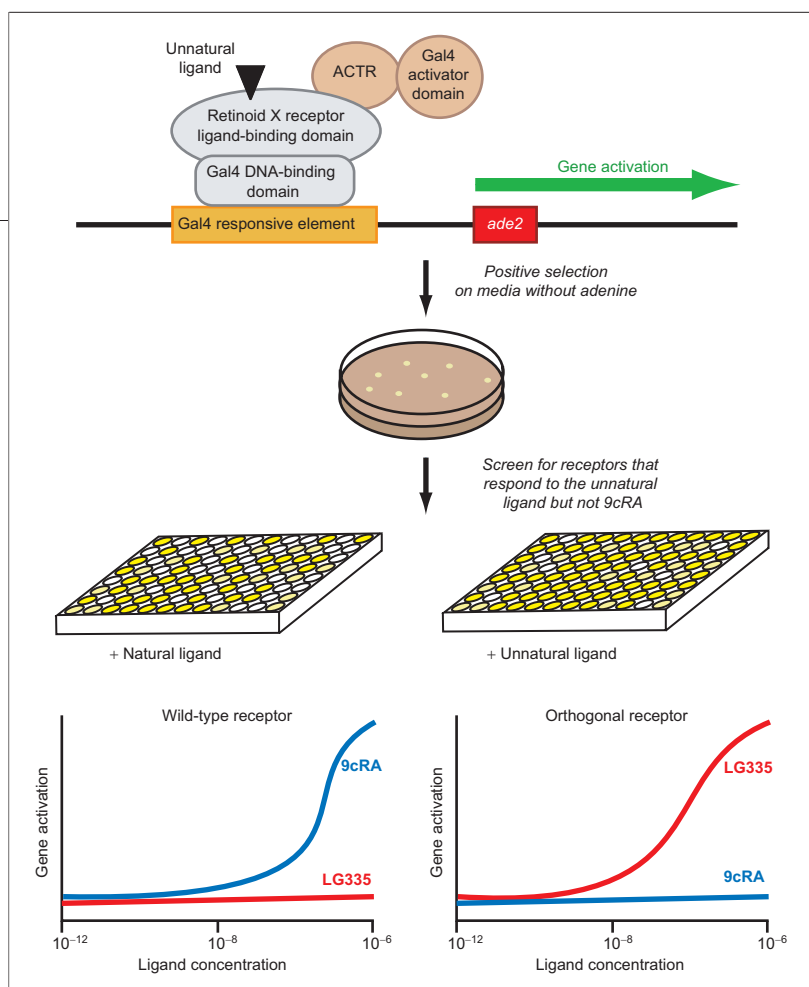 Unnatural
ligand
ACTR
Gal4
activator
domain
Retinoid X receptor
ligand-binding domain
Gal4 DNA-binding
domain
Gene activation
Gal4 responsive element
ade2
Positive selection
on media without adenine
Screen for receptors that
respond to the unnatural
ligand but not 9cRA
+ Natural ligand
+ Unnatural ligand
Wild-type receptor
Gene activation
9cRA
LG335
10⁻¹²
10⁻⁸
10⁻⁶
Ligand concentration
Orthogonal receptor
Gene activation
LG335
9cRA
10⁻¹²
10⁻⁸
10⁻⁶
Ligand concentration